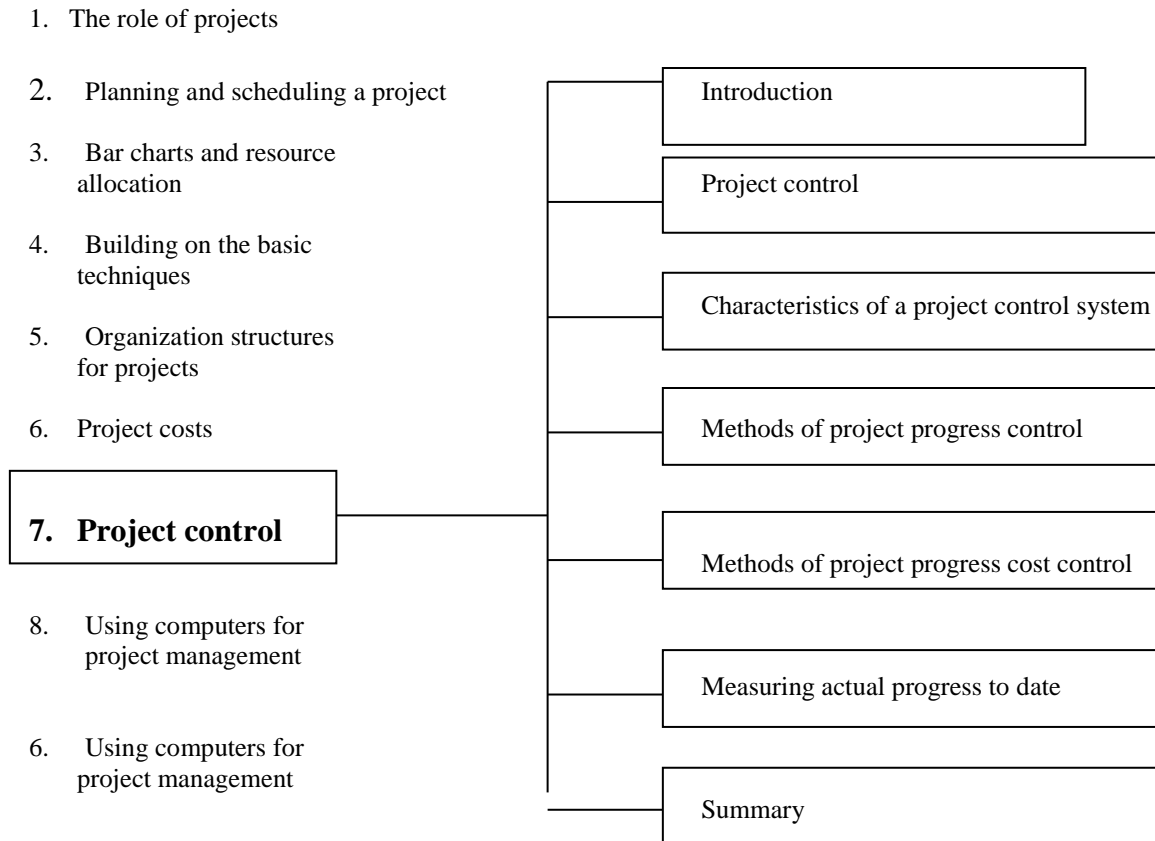 1. The role of projects
2. Planning and scheduling a project
3. Bar charts and resource
allocation
4. Building on the basic
techniques
5. Organization structures
for projects
6. Project costs
7. Project control
8. Using computers for
project management
6. Using computers for
project management
Introduction
Project control
Characteristics of a project control system
Methods of project progress control
Methods of project progress cost control
Measuring actual progress to date
Summary